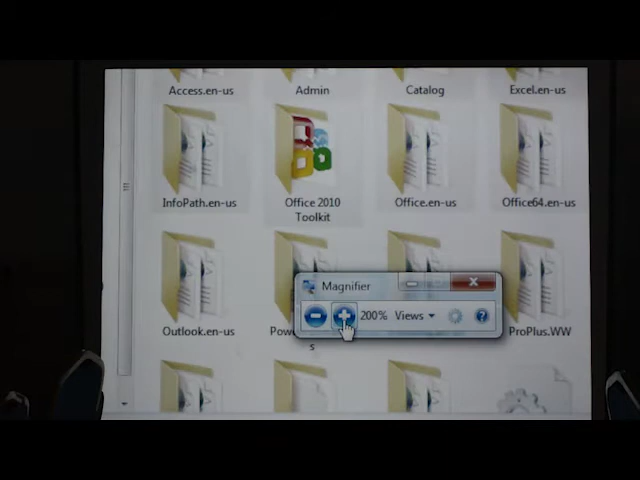 Access.en-us
Admin
Catalog
Excel.en-us
InfoPath.en-us
Office 2010
Toolkit
Office.en-us
Office64.en-us
Magnifier
200%
Views
Outlook.en-us
ProPlus.WW